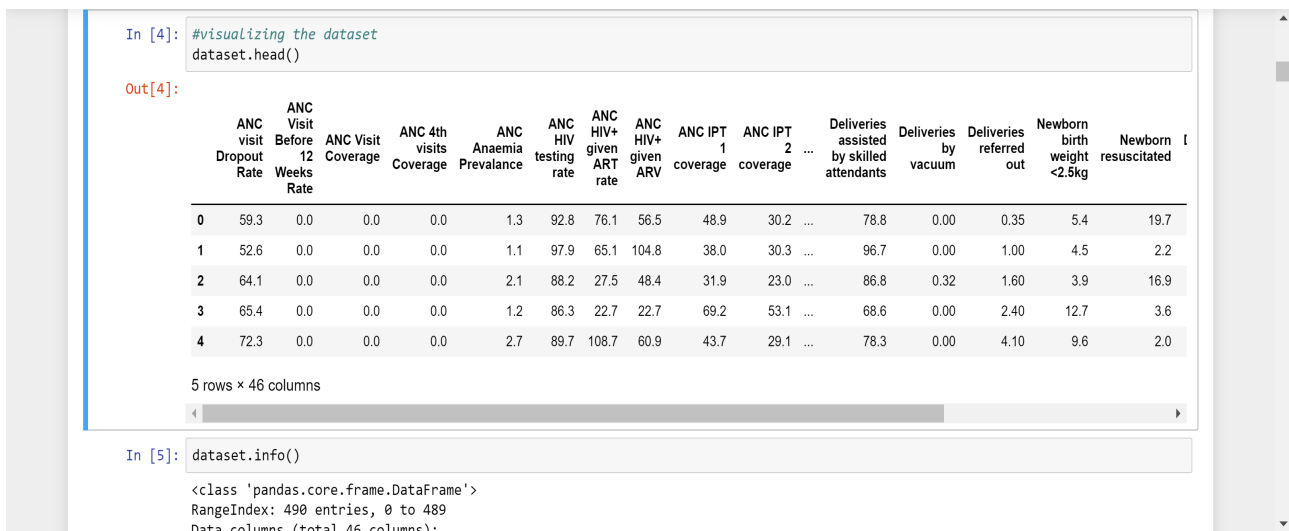 In [4]: #visualizing the dataset
dataset.head()
Out[4]:
ANC visit Dropout Rate ANC Visit Before 12 Weeks Rate ANC Visit Coverage ANC 4th visits Coverage ANC Anaemia Prevalance ANC HIV testing rate ANC HIV+ given ART rate ANC HIV+ given ARV ANC IPT 1 coverage ANC IPT 2 coverage ... Deliveries assisted by skilled attendants Deliveries by vacuum Deliveries referred out Newborn birth weight <2.5kg Newborn resuscitated
0 59.3 0.0 0.0 0.0 1.3 92.8 76.1 56.5 48.9 30.2 ... 78.8 0.00 0.35 5.4 19.7
1 52.6 0.0 0.0 0.0 1.1 97.9 65.1 104.8 38.0 30.3 ... 96.7 0.00 1.00 4.5 2.2
2 64.1 0.0 0.0 0.0 2.1 88.2 27.5 48.4 31.9 23.0 ... 86.8 0.32 1.60 3.9 16.9
3 65.4 0.0 0.0 0.0 1.2 86.3 22.7 22.7 69.2 53.1 ... 68.6 0.00 2.40 12.7 3.6
4 72.3 0.0 0.0 0.0 2.7 89.7 108.7 60.9 43.7 29.1 ... 78.3 0.00 4.10 9.6 2.0
5 rows × 46 columns
In [5]: dataset.info()
<class 'pandas.core.frame.DataFrame'>
RangeIndex: 490 entries, 0 to 489
Data columns (total 46 columns):